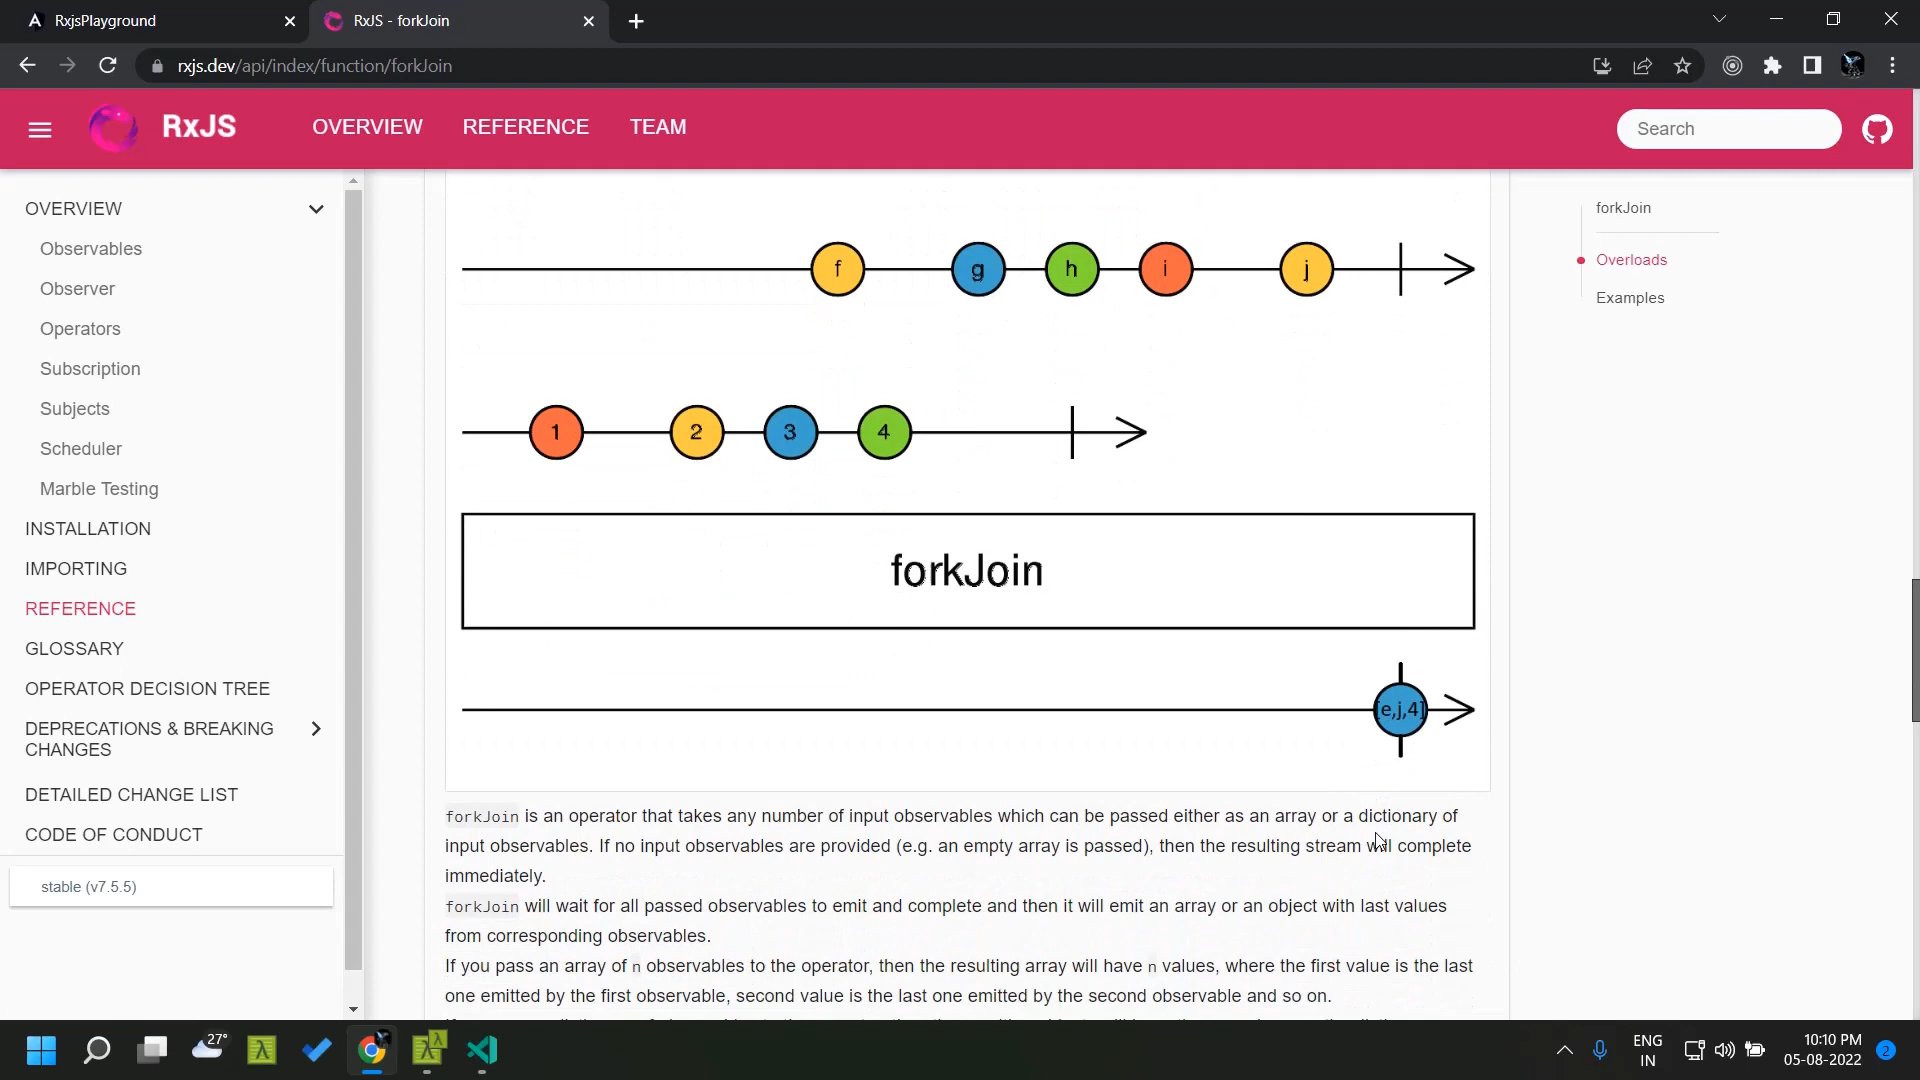 RxjsPlayground
RxJS - forkJoin
rxjs.dev/api/index/function/forkJoin
RxJS
OVERVIEW
REFERENCE
TEAM
Search
OVERVIEW
Observables
Observer
Operators
Subscription
Subjects
Scheduler
Marble Testing
INSTALLATION
IMPORTING
REFERENCE
GLOSSARY
OPERATOR DECISION TREE
DEPRECATIONS & BREAKING
CHANGES
DETAILED CHANGE LIST
CODE OF CONDUCT
stable (v7.5.5)
f g h i j
1 2 3 4
forkJoin
[e,j,4]
forkJoin is an operator that takes any number of input observables which can be passed either as an array or a dictionary of
input observables. If no input observables are provided (e.g. an empty array is passed), then the resulting stream will complete
immediately.
forkJoin will wait for all passed observables to emit and complete and then it will emit an array or an object with last values
from corresponding observables.
If you pass an array of n observables to the operator, then the resulting array will have n values, where the first value is the last
one emitted by the first observable, second value is the last one emitted by the second observable and so on.
forkJoin
Overloads
Examples
27°
ENG
IN
10:10 PM
05-08-2022
2